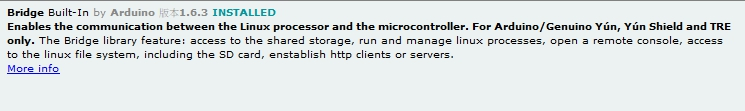 Bridge Built-In by Arduino 版本1.6.3 INSTALLED
Enables the communication between the Linux processor and the microcontroller. For Arduino/Genuino Yún, Yún Shield and TRE
only. The Bridge library feature: access to the shared storage, run and manage linux processes, open a remote console, access
to the linux file system, including the SD card, enstablish http clients or servers.
More info